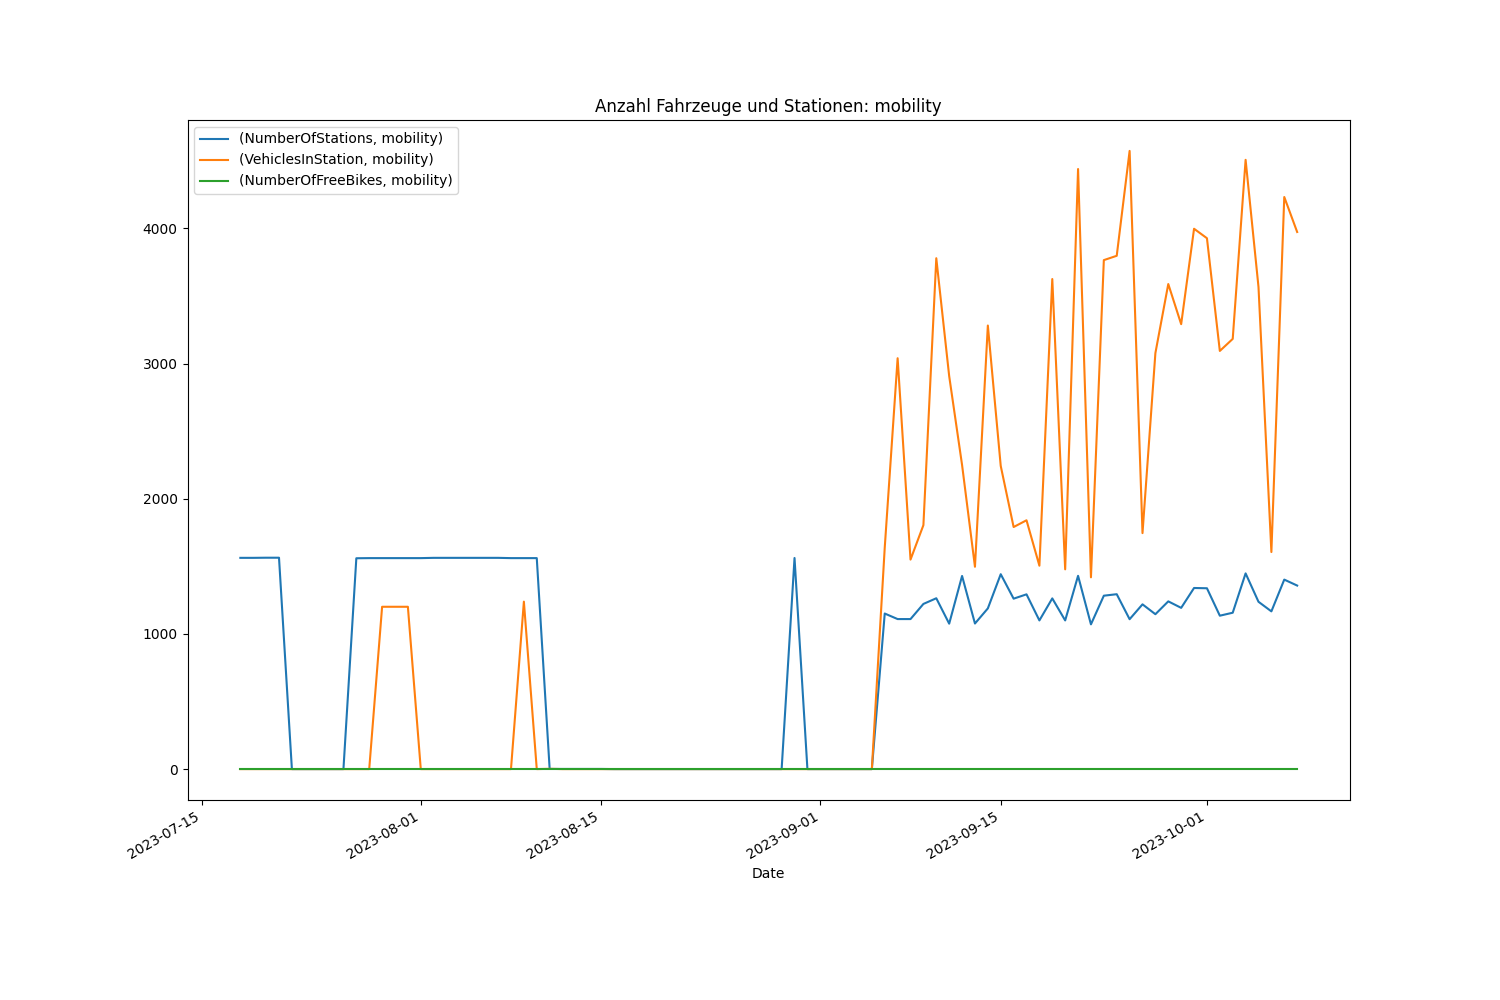 Anzahl Fahrzeuge und Stationen: mobility
(NumberOfStations, mobility)
(VehiclesInStation, mobility)
(NumberOfFreeBikes, mobility)
4000
3000
2000
1000
0
2023-07-15
2023-08-01
2023-08-15
2023-09-01
2023-09-15
2023-10-01
Date